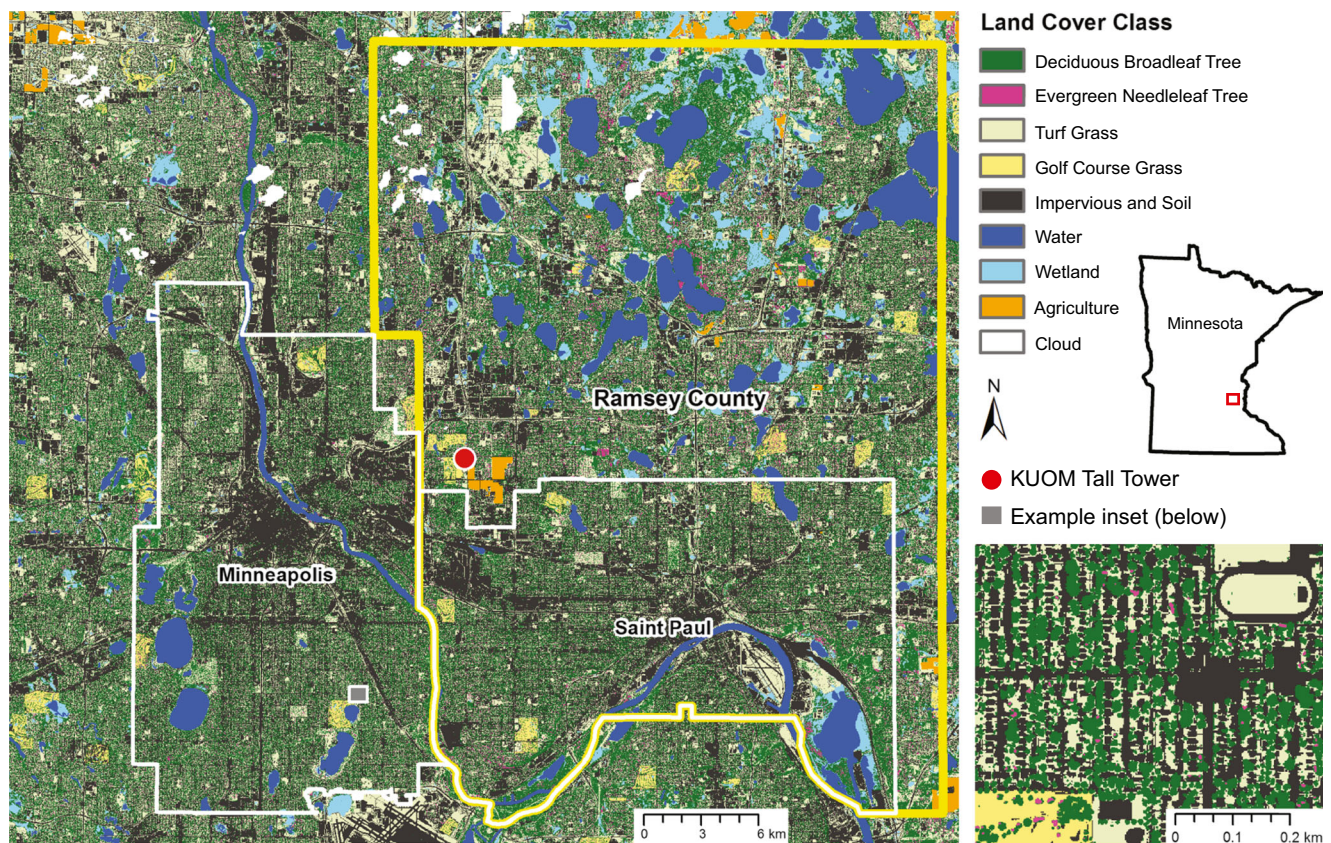 Land Cover Class
Deciduous Broadleaf Tree
Evergreen Needleleaf Tree
Turf Grass
Golf Course Grass
Impervious and Soil
Water
Wetland
Agriculture
Cloud
Minnesota
N
KUOM Tall Tower
Example inset (below)
Ramsey County
Minneapolis
Saint Paul
0 3 6 km
0 0.1 0.2 km